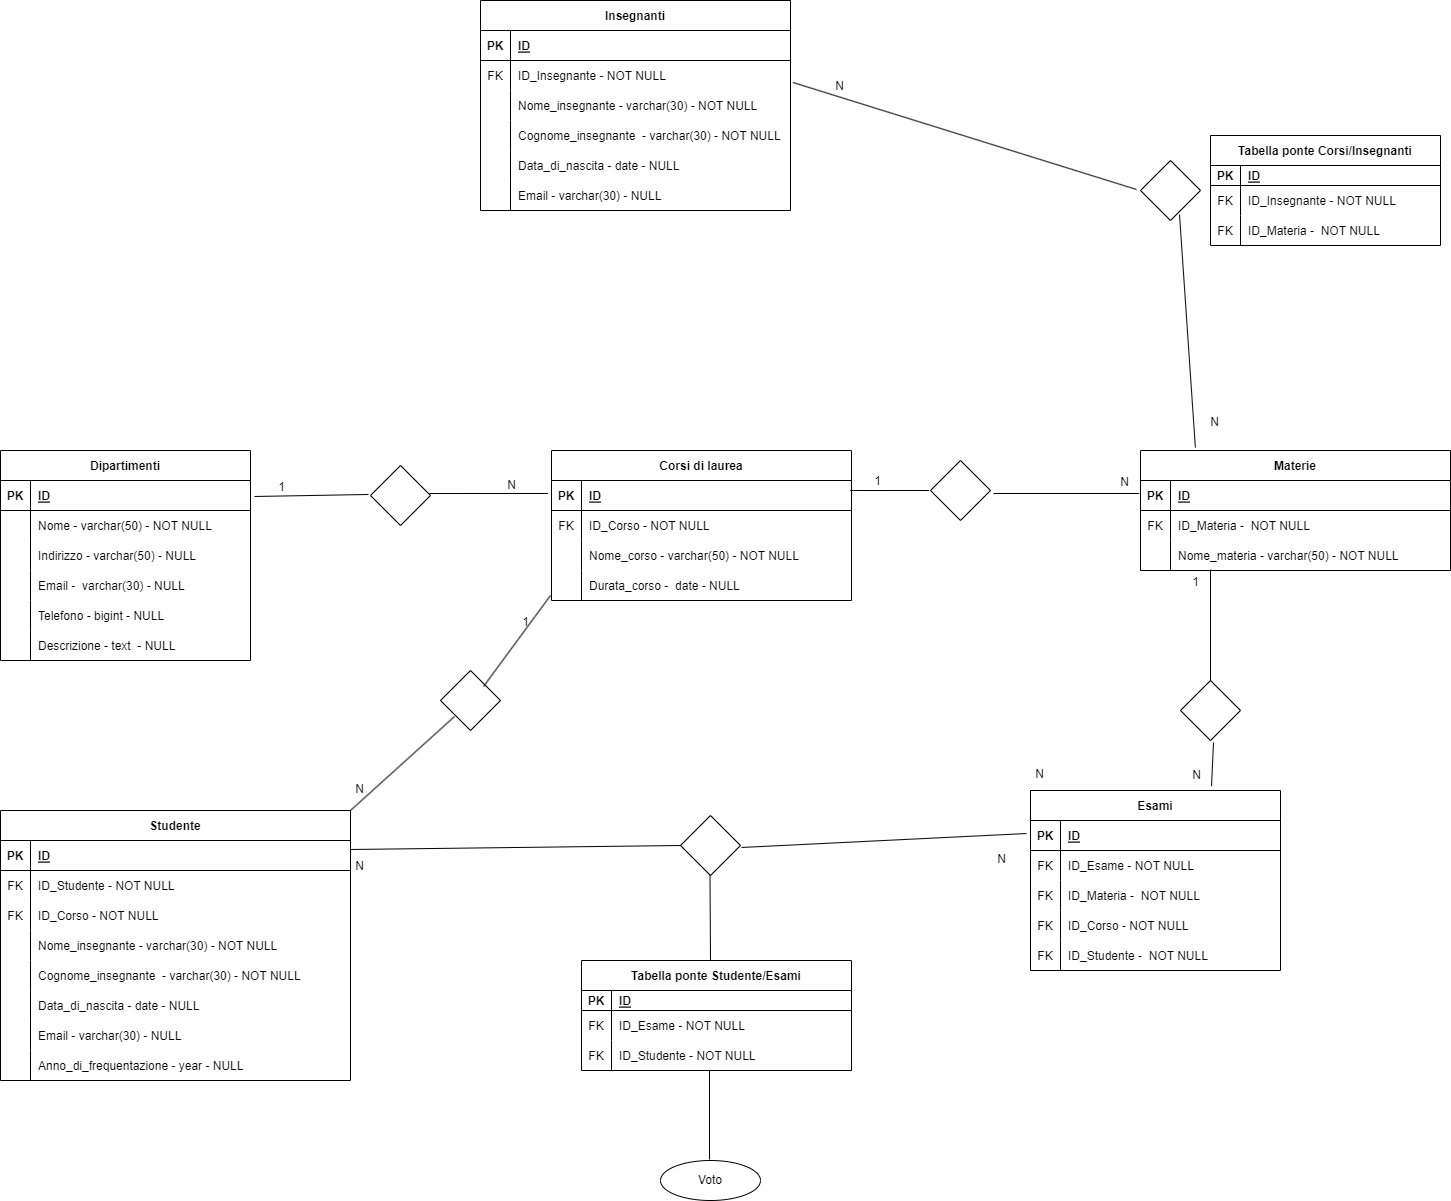 Insegnanti
PK ID
FK ID_Insegnante - NOT NULL
Nome_insegnante - varchar(30) - NOT NULL
Cognome_insegnante - varchar(30) - NOT NULL
Data_di_nascita - date - NULL
Email - varchar(30) - NULL
N
Tabella ponte Corsi/Insegnanti
PK ID
FK ID_Insegnante - NOT NULL
FK ID_Materia - NOT NULL
N
Dipartimenti
PK ID
Nome - varchar(50) - NOT NULL
Indirizzo - varchar(50) - NULL
Email - varchar(30) - NULL
Telefono - bigint - NULL
Descrizione - text - NULL
1
N
Corsi di laurea
PK ID
FK ID_Corso - NOT NULL
Nome_corso - varchar(50) - NOT NULL
Durata_corso - date - NULL
1
N
Materie
PK ID
FK ID_Materia - NOT NULL
Nome_materia - varchar(50) - NOT NULL
1
1
N
N
N
Studente
PK ID
FK ID_Studente - NOT NULL
FK ID_Corso - NOT NULL
Nome_insegnante - varchar(30) - NOT NULL
Cognome_insegnante - varchar(30) - NOT NULL
Data_di_nascita - date - NULL
Email - varchar(30) - NULL
Anno_di_frequentazione - year - NULL
N
N
Esami
PK ID
FK ID_Esame - NOT NULL
FK ID_Materia - NOT NULL
FK ID_Corso - NOT NULL
FK ID_Studente - NOT NULL
Tabella ponte Studente/Esami
PK ID
FK ID_Esame - NOT NULL
FK ID_Studente - NOT NULL
Voto